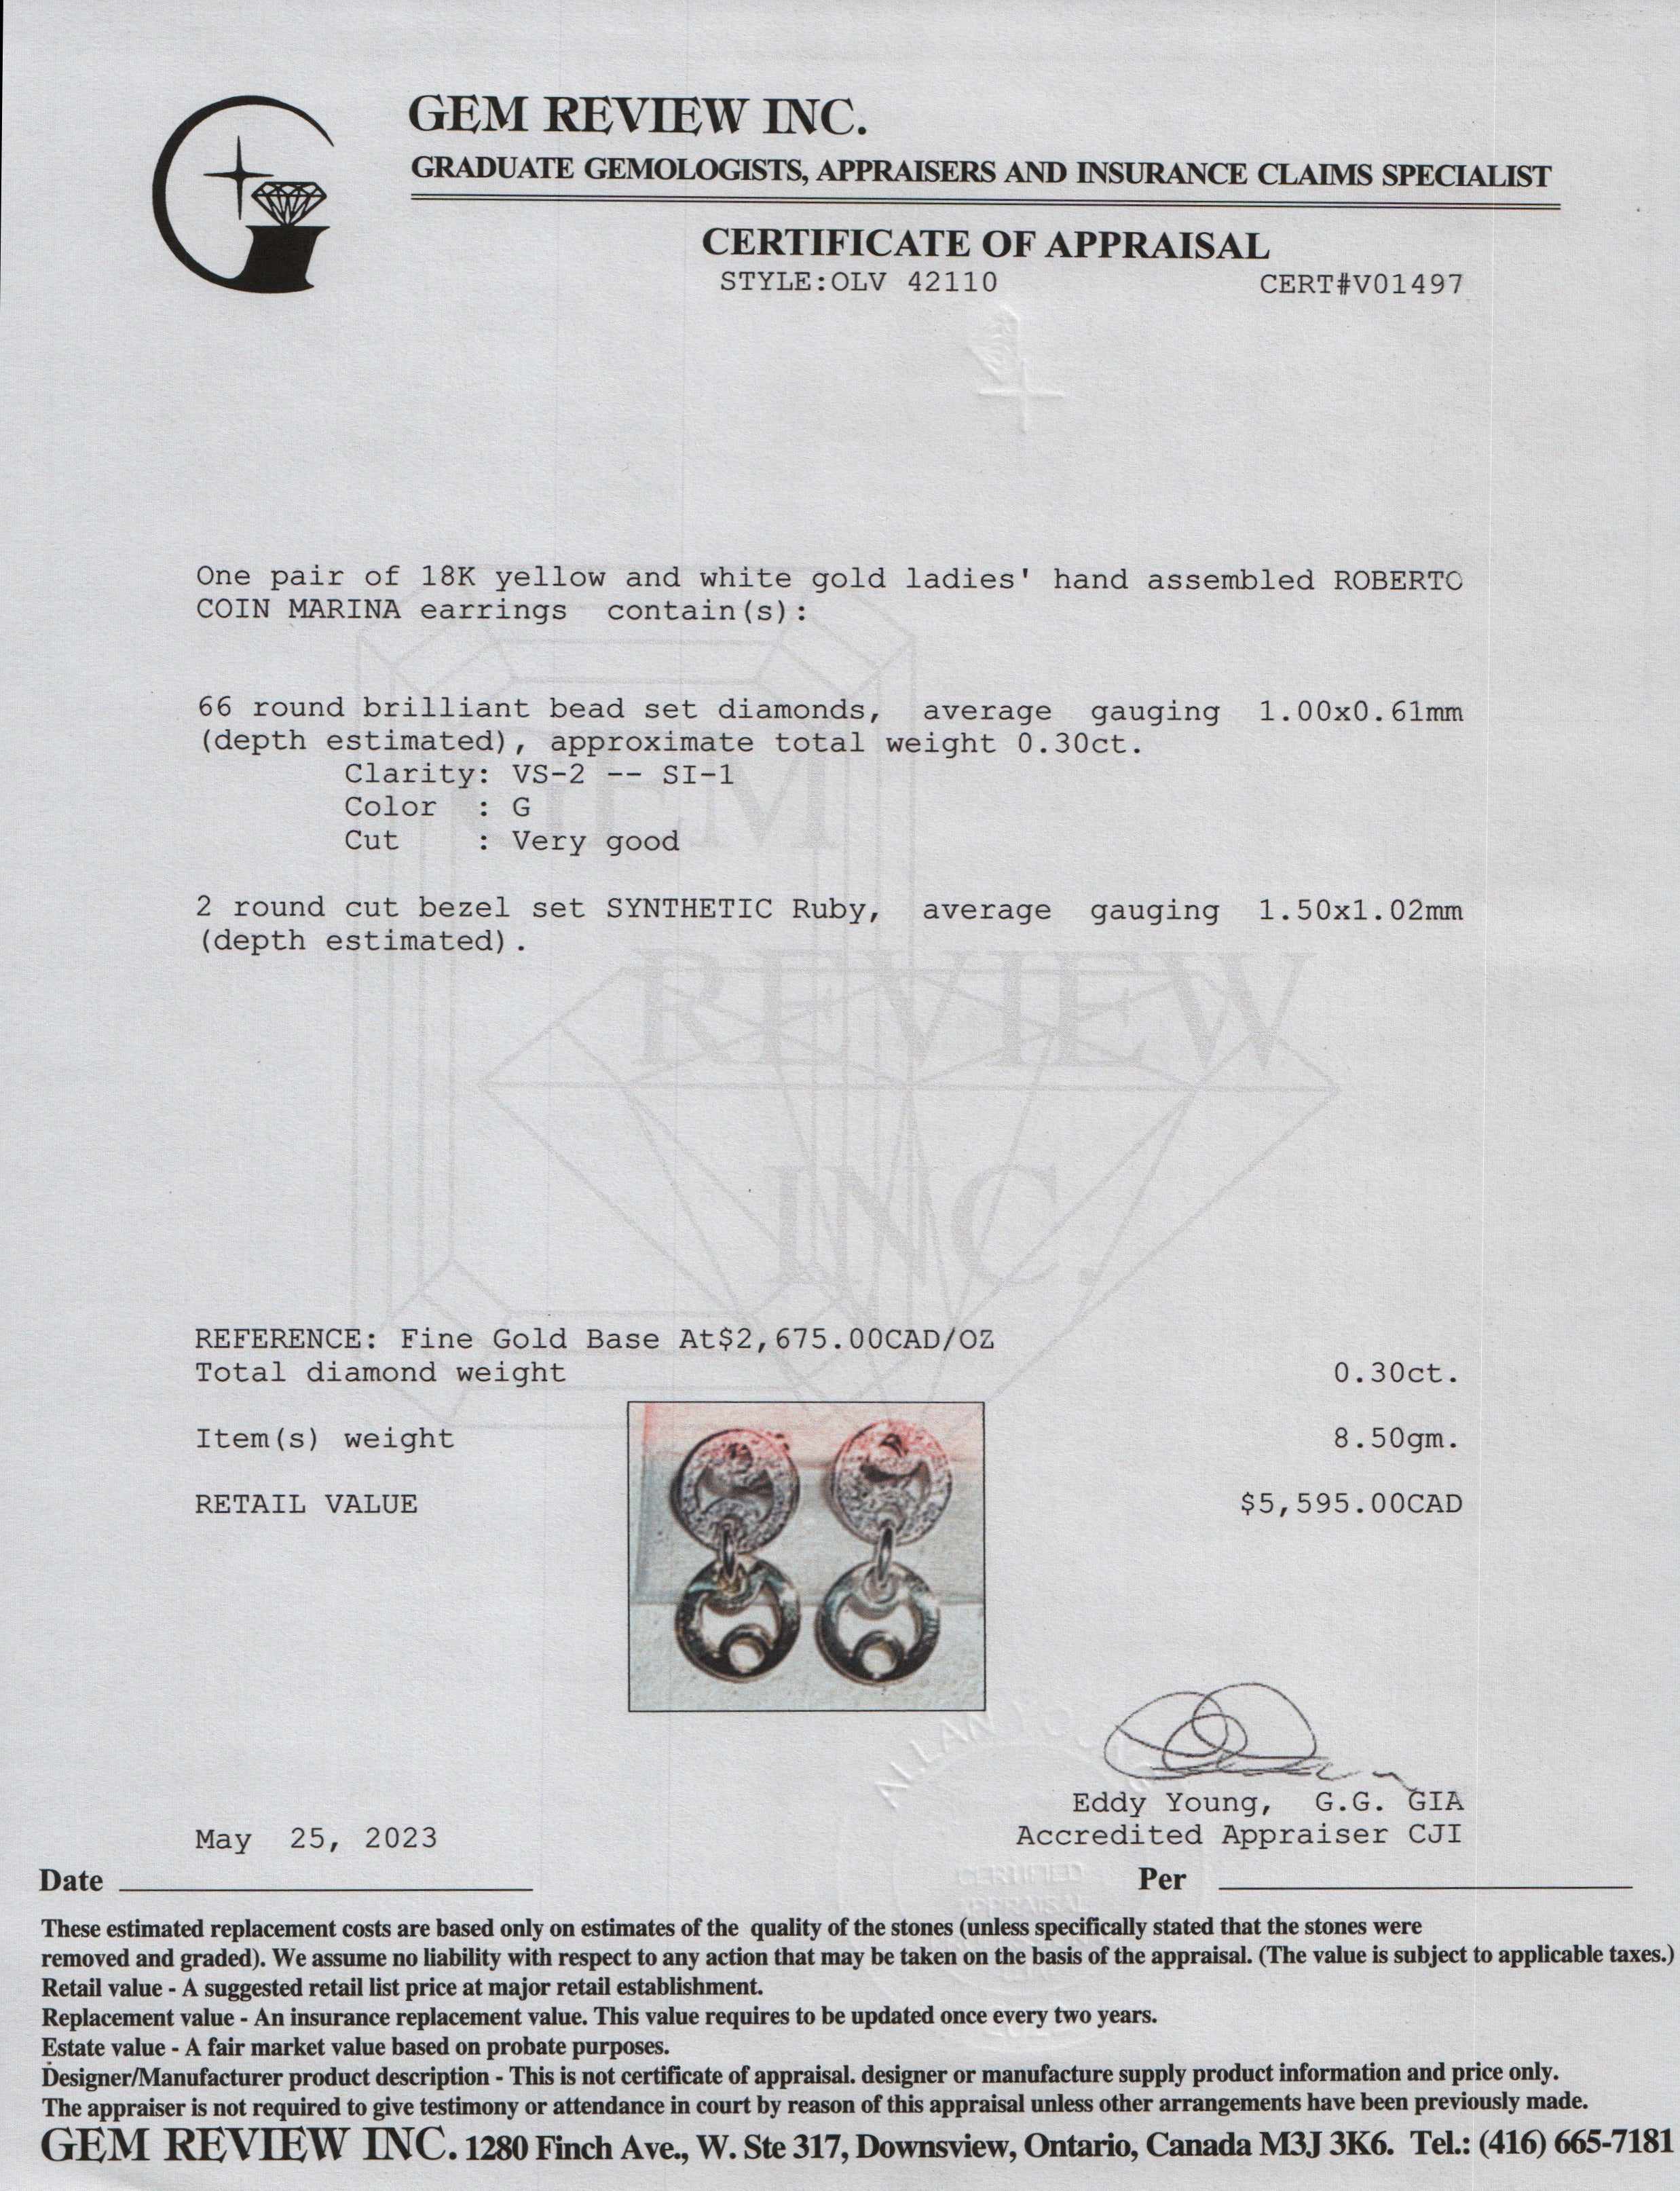 GEM REVIEW INC.
GRADUATE GEMOLOGISTS, APPRAISERS AND INSURANCE CLAIMS SPECIALIST
CERTIFICATE OF APPRAISAL
STYLE:OLV 42110 CERT#V01497
One pair of 18K yellow and white gold ladies' hand assembled ROBERTO
COIN MARINA earrings contain(s):
66 round brilliant bead set diamonds, average gauging 1.00x0.61mm
(depth estimated), approximate total weight 0.30ct.
Clarity: VS-2 -- SI-1
Color : G
Cut : Very good
GEM
2 round cut bezel set SYNTHETIC Ruby, average gauging 1.50x1.02mm
(depth estimated).
REVIEW
INC.
REFERENCE: Fine Gold Base At$2,675.00CAD/OZ
Total diamond weight 0.30ct.
Item(s) weight 8.50gm.
RETAIL VALUE $5,595.00CAD
ALLAN YOUNG
Eddy Young, G.G. GIA
May 25, 2023 Accredited Appraiser CJI
CERTIFIED
APPRAISAL
Date Per
These estimated replacement costs are based only on estimates of the quality of the stones (unless specifically stated that the stones were
removed and graded). We assume no liability with respect to any action that may be taken on the basis of the appraisal. (The value is subject to applicable taxes.)
Retail value - A suggested retail list price at major retail establishment.
Replacement value - An insurance replacement value. This value requires to be updated once every two years.
Estate value - A fair market value based on probate purposes.
Designer/Manufacturer product description - This is not certificate of appraisal. designer or manufacture supply product information and price only.
The appraiser is not required to give testimony or attendance in court by reason of this appraisal unless other arrangements have been previously made.
GEM REVIEW INC. 1280 Finch Ave., W. Ste 317, Downsview, Ontario, Canada M3J 3K6. Tel.: (416) 665-7181